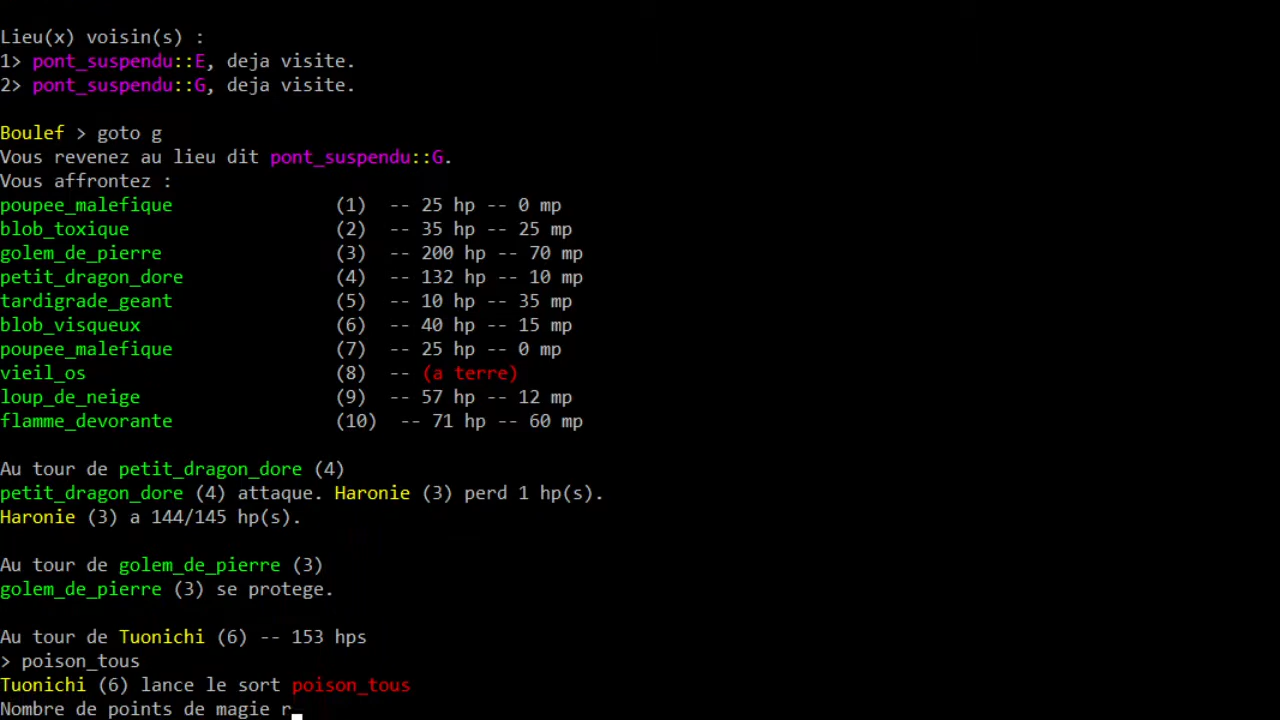 Lieu(x) voisin(s) :
1> pont_suspendu::E, deja visite.
2> pont_suspendu::G, deja visite.
Boulef > goto g
Vous revenez au lieu dit pont_suspendu::G.
Vous affrontez :
poupee_malefique (1) -- 25 hp -- 0 mp
blob_toxique (2) -- 35 hp -- 25 mp
golem_de_pierre (3) -- 200 hp -- 70 mp
petit_dragon_dore (4) -- 132 hp -- 10 mp
tardigrade_geant (5) -- 10 hp -- 35 mp
blob_visqueux (6) -- 40 hp -- 15 mp
poupee_malefique (7) -- 25 hp -- 0 mp
vieil_os (8) -- (a terre)
loup_de_neige (9) -- 57 hp -- 12 mp
flamme_devorante (10) -- 71 hp -- 60 mp
Au tour de petit_dragon_dore (4)
petit_dragon_dore (4) attaque. Haronie (3) perd 1 hp(s).
Haronie (3) a 144/145 hp(s).
Au tour de golem_de_pierre (3)
golem_de_pierre (3) se protege.
Au tour de Tuonichi (6) -- 153 hps
> poison_tous
Tuonichi (6) lance le sort poison_tous
Nombre de points de magie r